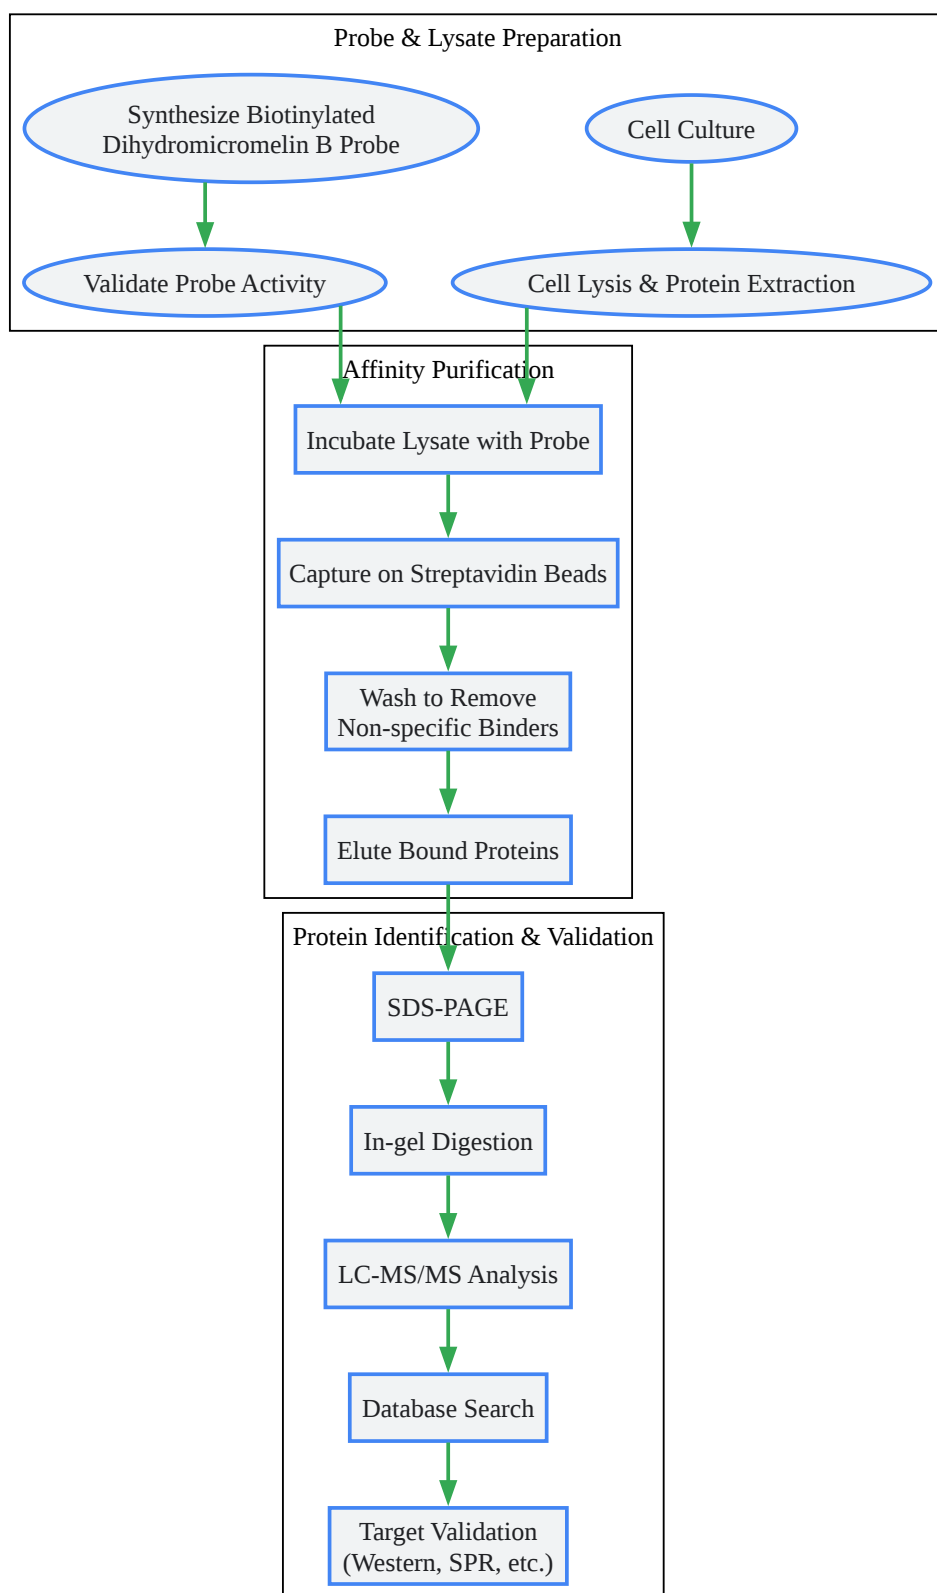 Probe & Lysate Preparation
Synthesize Biotinylated
Dihydromicromelin B Probe
Cell Culture
Validate Probe Activity
Cell Lysis & Protein Extraction
Affinity Purification
Incubate Lysate with Probe
Capture on Streptavidin Beads
Wash to Remove
Non-specific Binders
Elute Bound Proteins
Protein Identification & Validation
SDS-PAGE
In-gel Digestion
LC-MS/MS Analysis
Database Search
Target Validation
(Western, SPR, etc.)